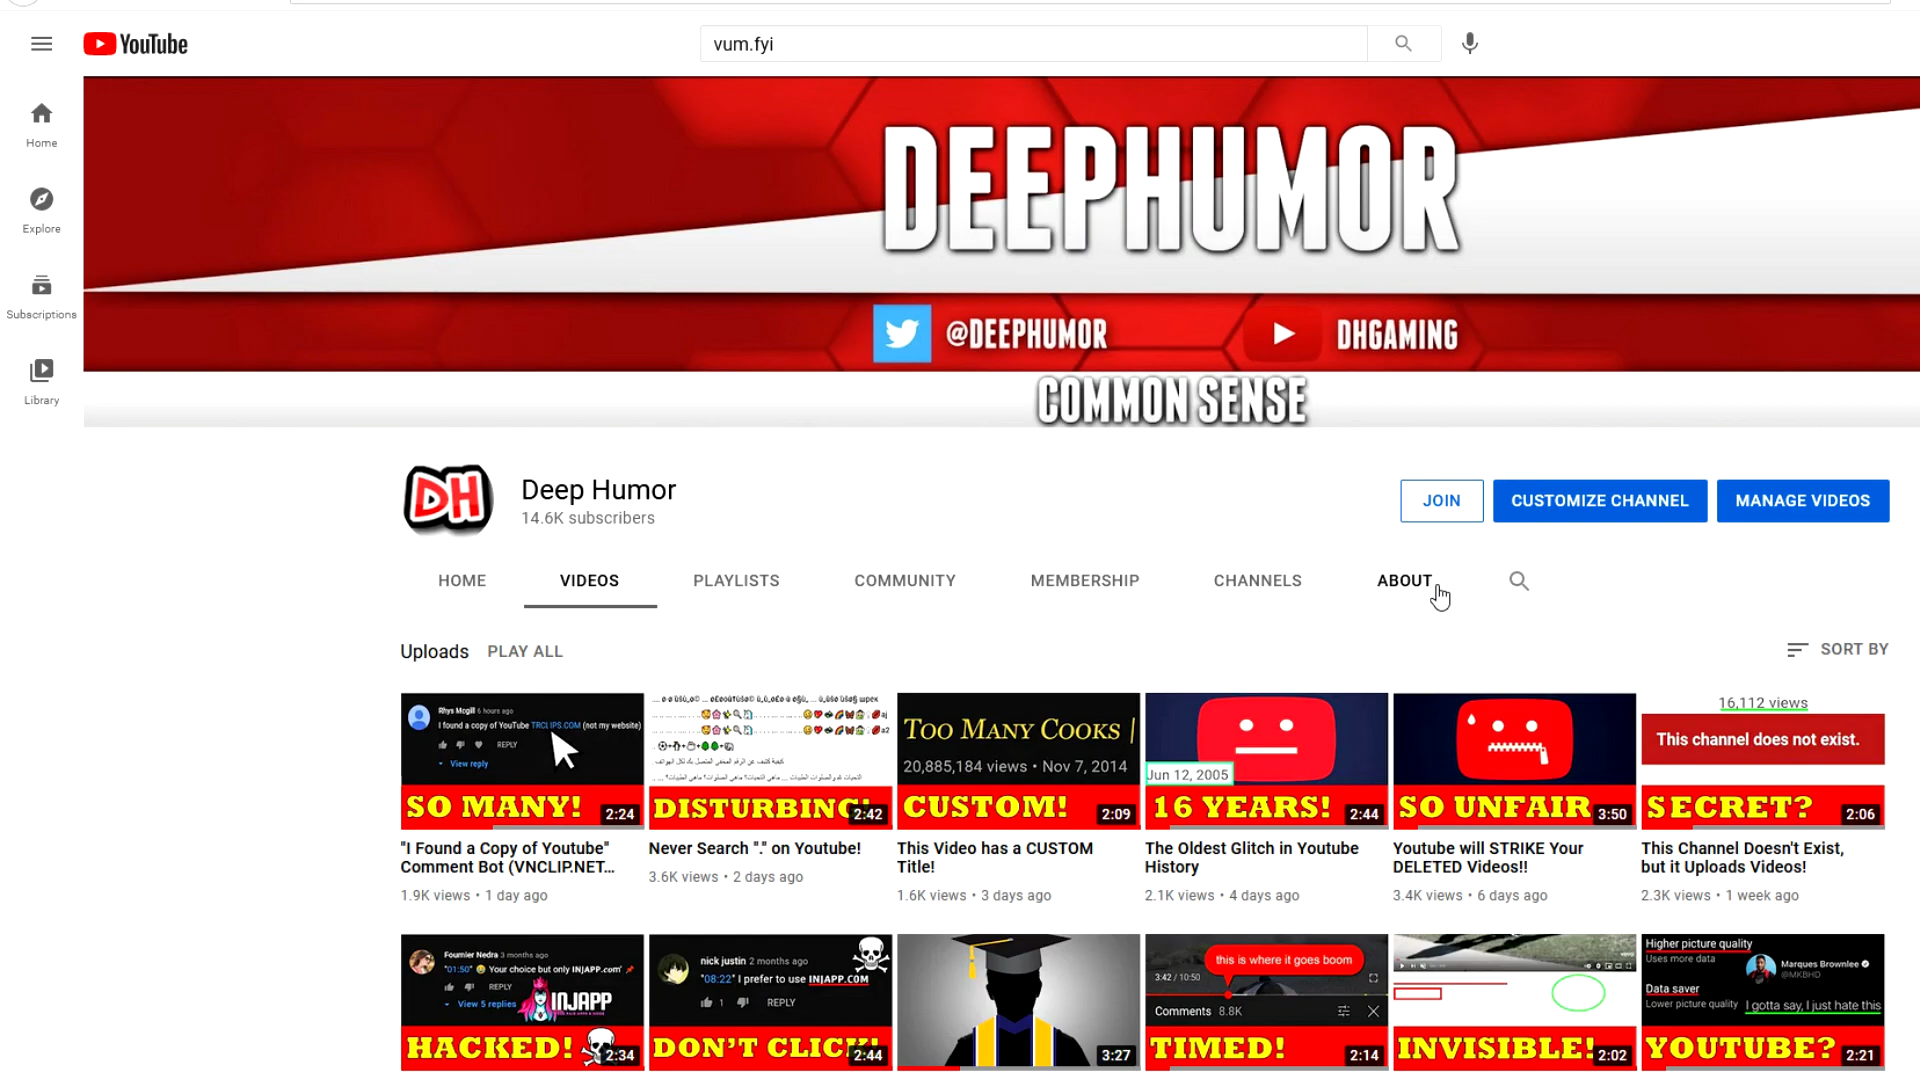 YouTube
vum.fyi
Home
Explore
Subscriptions
Library
DEEPHUMOR
@DEEPHUMOR
DHGAMING
COMMON SENSE
DH
Deep Humor
14.6K subscribers
JOIN
CUSTOMIZE CHANNEL
MANAGE VIDEOS
HOME
VIDEOS
PLAYLISTS
COMMUNITY
MEMBERSHIP
CHANNELS
ABOUT
Uploads
PLAY ALL
SORT BY
Rhys Mcgill 6 hours ago
I found a copy of YouTube TRCLIPS.COM (not my website)
REPLY
View reply
SO MANY!
2:24
"I Found a Copy of Youtube"
Comment Bot (VNCLIP.NET...
1.9K views • 1 day ago
DISTURBING!
2:42
Never Search "." on Youtube!
3.6K views • 2 days ago
TOO MANY COOKS |
20,885,184 views • Nov 7, 2014
CUSTOM!
2:09
This Video has a CUSTOM
Title!
1.6K views • 3 days ago
Jun 12, 2005
16 YEARS!
2:44
The Oldest Glitch in Youtube
History
2.1K views • 4 days ago
SO UNFAIR
3:50
Youtube will STRIKE Your
DELETED Videos!!
3.4K views • 6 days ago
16,112 views
This channel does not exist.
SECRET?
2:06
This Channel Doesn't Exist,
but it Uploads Videos!
2.3K views • 1 week ago
Fournier Nedra 3 months ago
"01:50" Your choice but only INJAPP.com'
REPLY
View 5 replies
INJAPP
HACKED!
2:34
nick justin 2 months ago
"08:22" I prefer to use INJAPP.COM
1
REPLY
DON'T CLICK!
2:44
3:27
this is where it goes boom
3:42 / 10:50
Comments 8.8K
TIMED!
2:14
INVISIBLE!
2:02
Higher picture quality
Uses more data
Data saver
Lower picture quality
Marques Brownlee
@MKBHD
I gotta say, I just hate this
YOUTUBE?
2:21